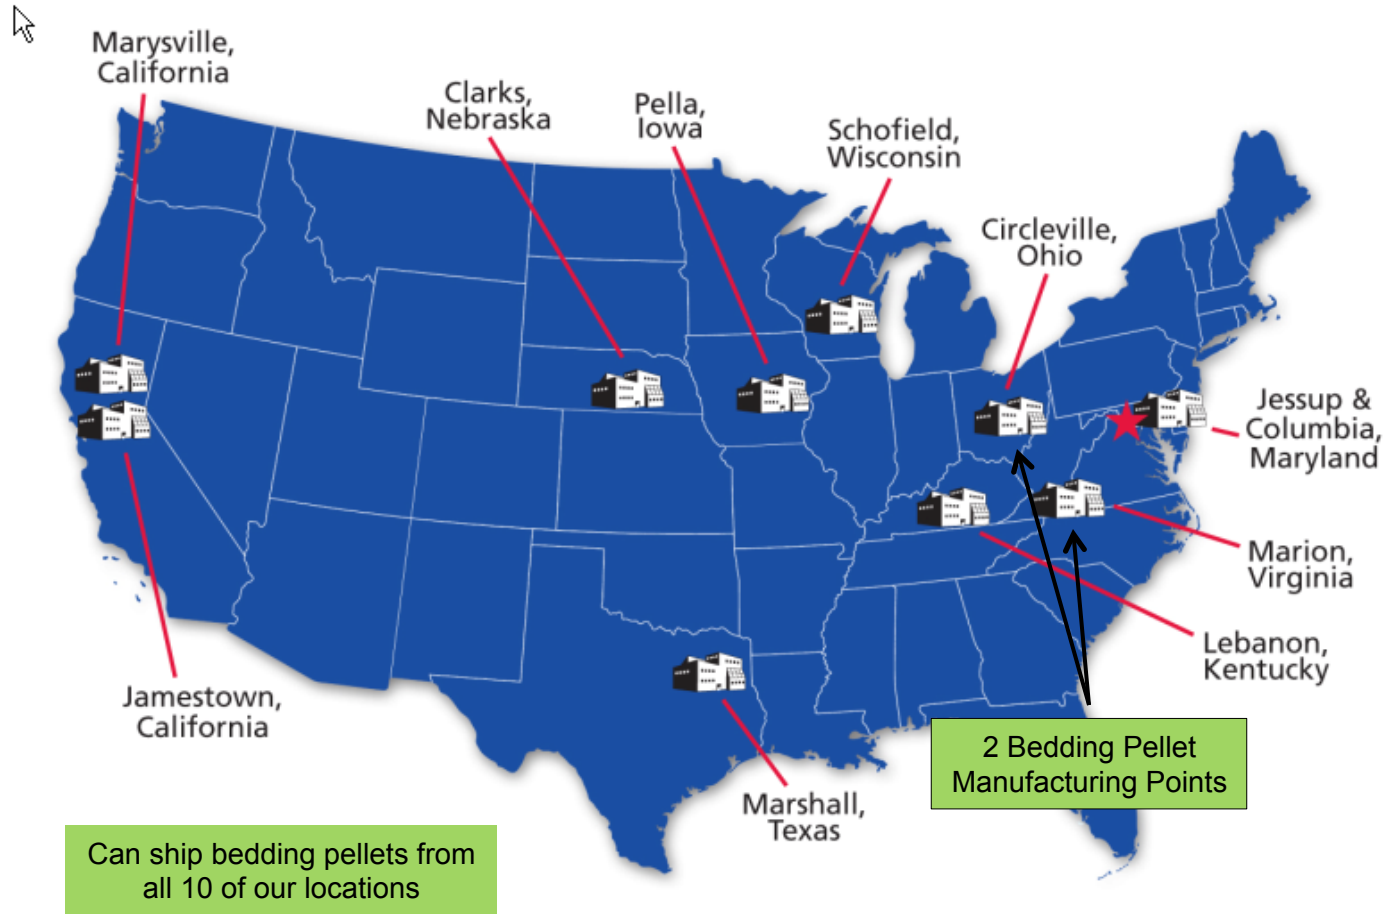 Marysville,
California
Clarks,
Nebraska
Pella,
Iowa
Schofield,
Wisconsin
Circleville,
Ohio
Jessup &
Columbia,
Maryland
Marion,
Virginia
Lebanon,
Kentucky
Jamestown,
California
Marshall,
Texas
2 Bedding Pellet
Manufacturing Points
Can ship bedding pellets from
all 10 of our locations